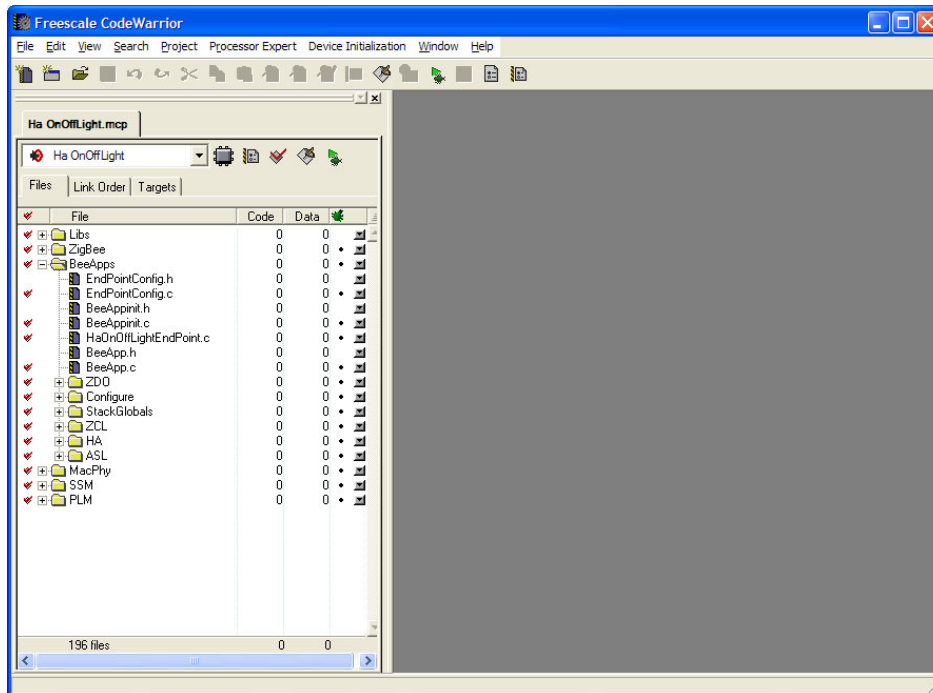 Freescale CodeWarrior
File Edit View Search Project Processor Expert Device Initialization Window Help
Ha OnOffLight.mcp
Ha OnOffLight
Files Link Order Targets
File Code Data
Libs 0 0
ZigBee 0 0
BeeApps 0 0
EndPointConfig.h 0 0
EndPointConfig.c 0 0
BeeAppinit.h 0 0
BeeAppinit.c 0 0
HaOnOffLightEndPoint.c 0 0
BeeApp.h 0 0
BeeApp.c 0 0
ZDO 0 0
Configure 0 0
StackGlobals 0 0
ZCL 0 0
HA 0 0
ASL 0 0
MacPhy 0 0
SSM 0 0
PLM 0 0
196 files 0 0